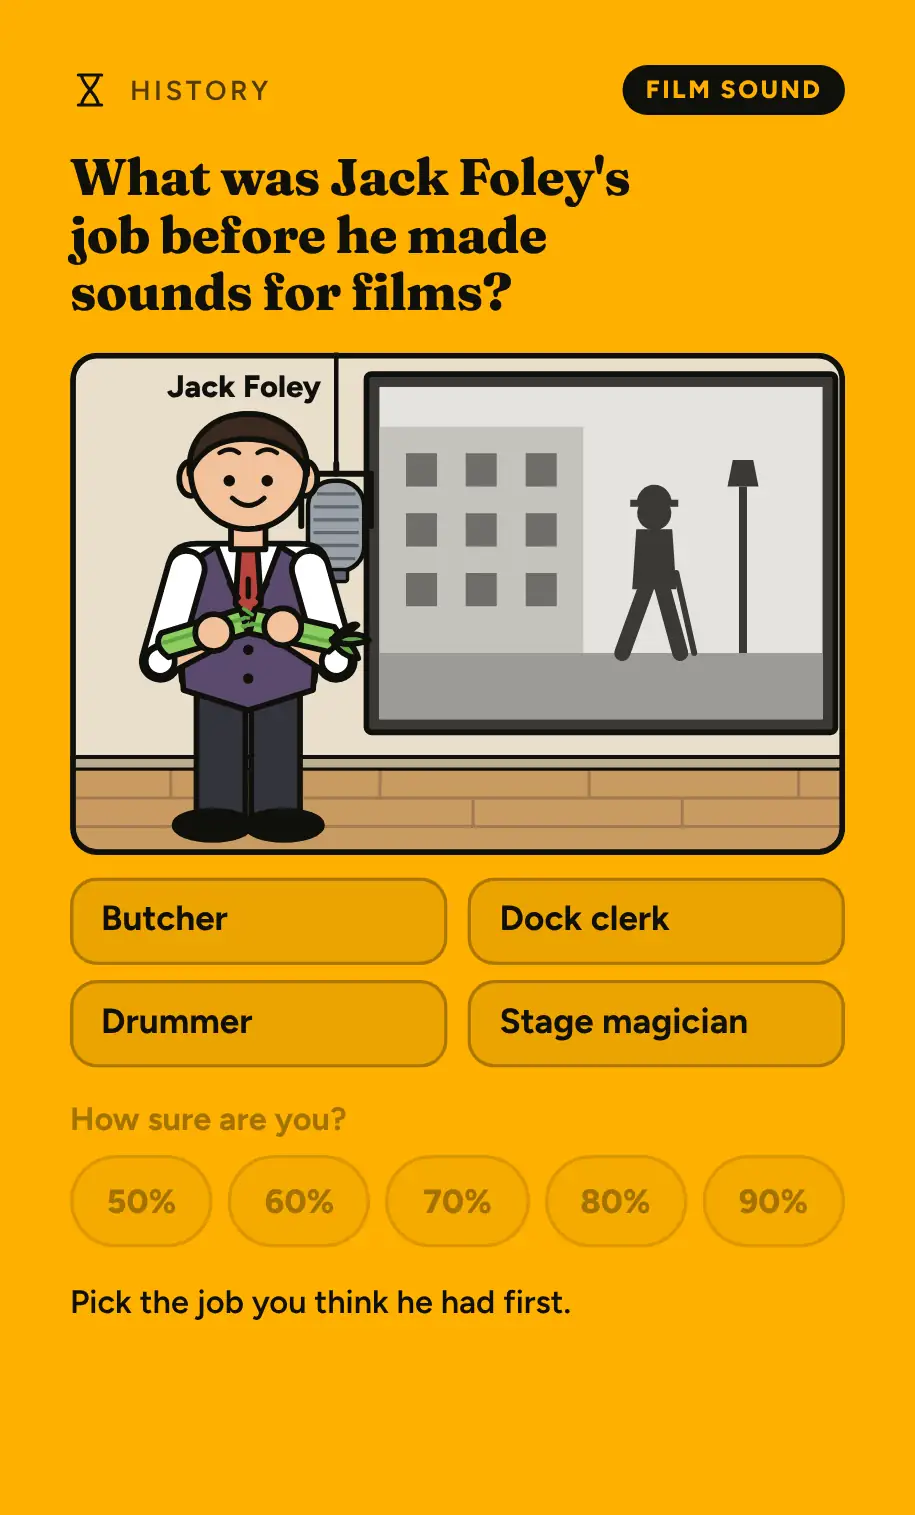 HISTORY
FILM SOUND
What was Jack Foley's
job before he made
sounds for films?
Jack Foley
Butcher
Dock clerk
Drummer
Stage magician
How sure are you?
50%
60%
70%
80%
90%
Pick the job you think he had first.